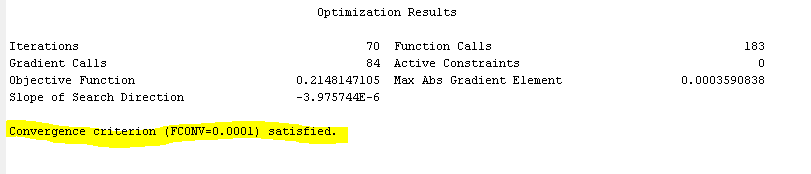 Optimization Results
Iterations 70 Function Calls 183
Gradient Calls 84 Active Constraints 0
Objective Function 0.2148147105 Max Abs Gradient Element 0.0003590838
Slope of Search Direction -3.975744E-6
Convergence criterion (FCONV=0.0001) satisfied.